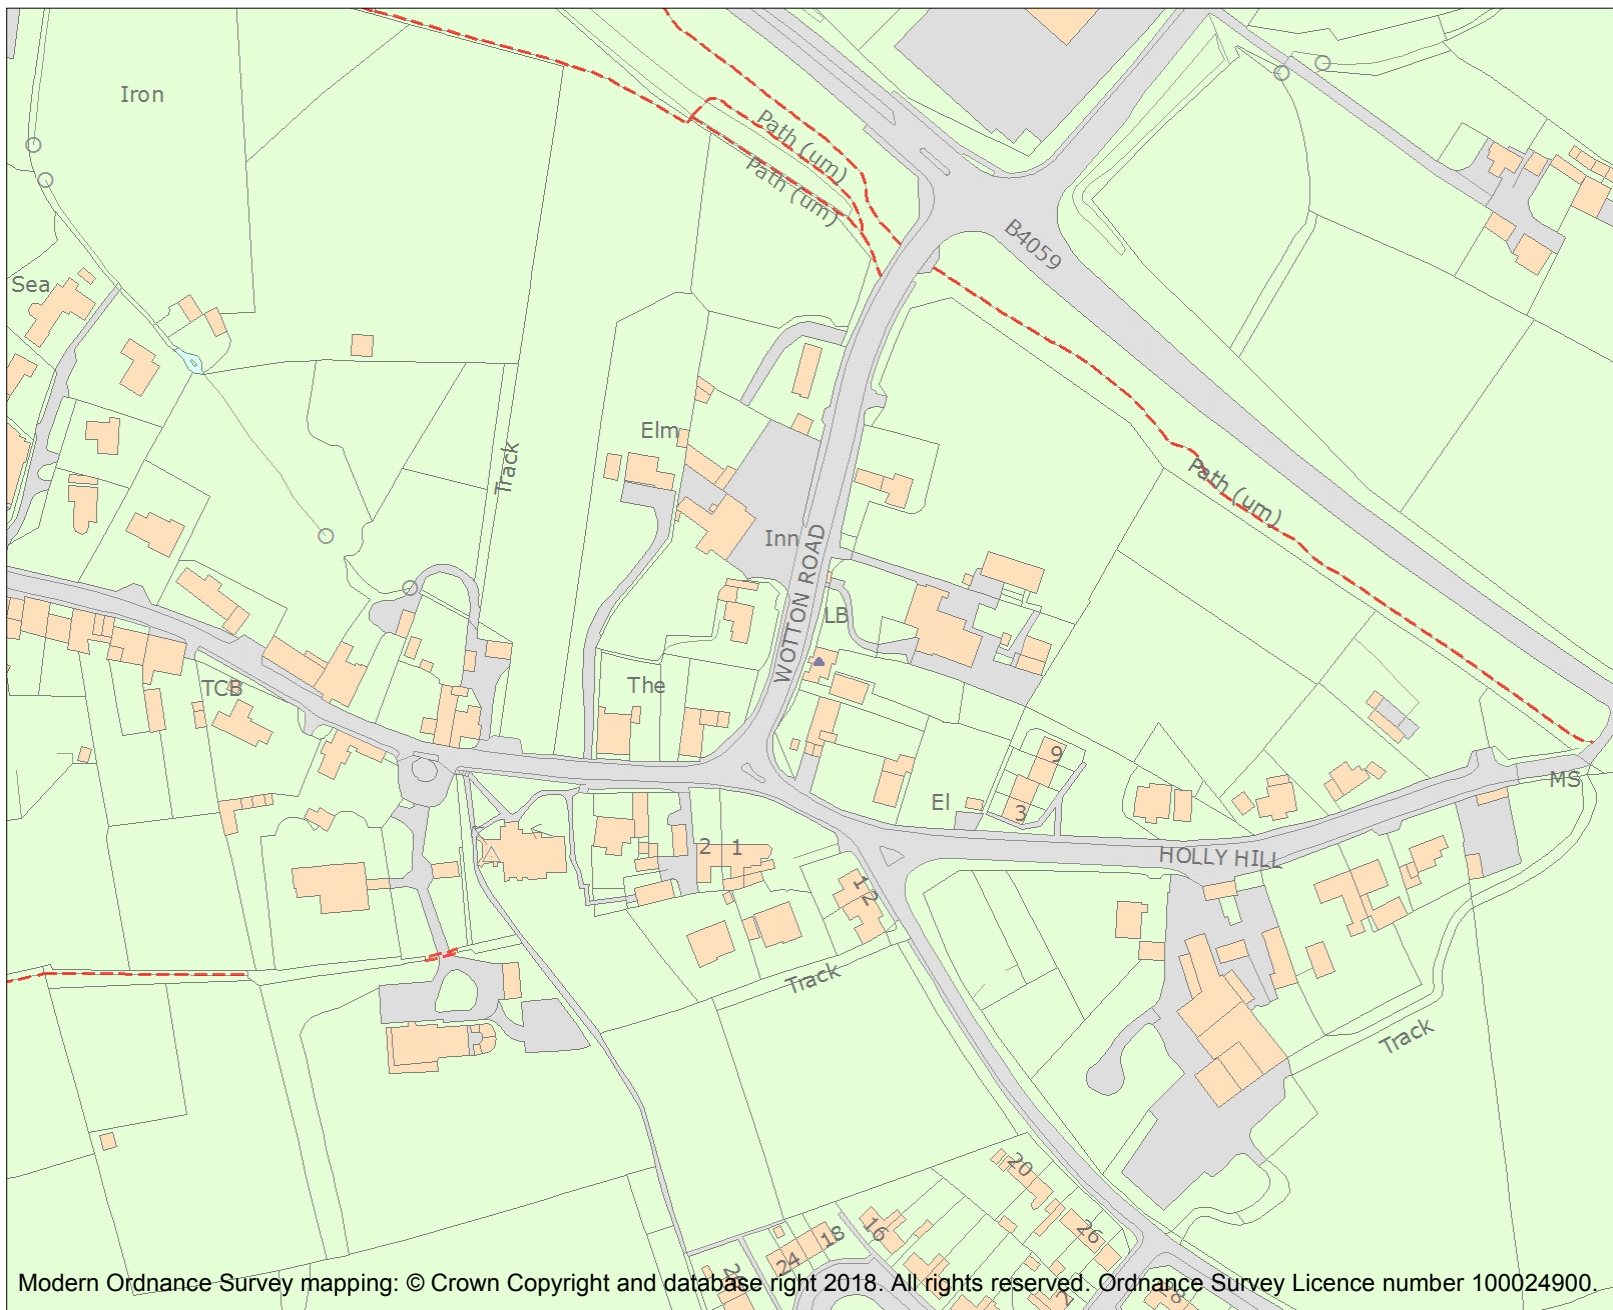 Iron
Path (um)
Path (um)
B4059
Sea
Elm
Track
Path (um)
Inn
WOTTON ROAD
LB
The
TCB
9
MS
El
3
2
1
HOLLY HILL
12
Track
Track
20
16
18
26
24
2
Modern Ordnance Survey mapping: © Crown Copyright and database right 2018. All rights reserved. Ordnance Survey Licence number 100024900.